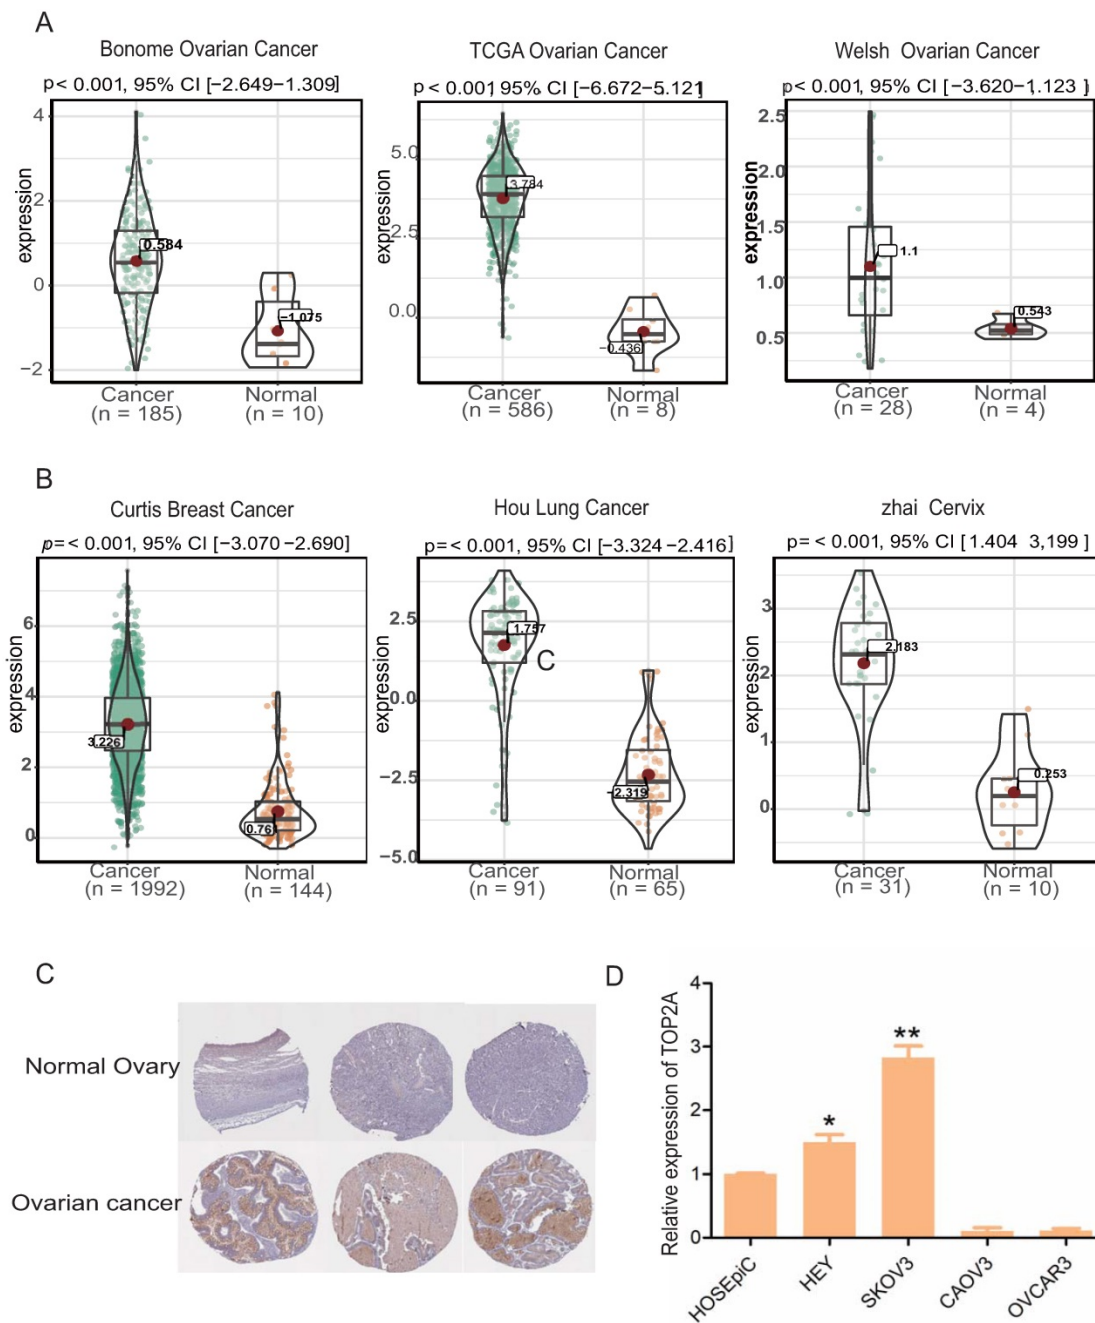 A
Bonome Ovarian Cancer
TCGA Ovarian Cancer
Welsh Ovarian Cancer
p< 0.001, 95% CI [−2.649−1.309]
p< 0.001, 95% CI [−6.672−5.121]
p< 0.001, 95% CI [−3.620−1.123 ]
expression
4
2
0
−2
0.584
−1.075
Cancer
(n = 185)
Normal
(n = 10)
expression
5.0
2.5
0.0
3.784
−0.436
Cancer
(n = 586)
Normal
(n = 8)
expression
2.5
2.0
1.5
1.0
0.5
1.1
0.543
Cancer
(n = 28)
Normal
(n = 4)
B
Curtis Breast Cancer
Hou Lung Cancer
zhai Cervix
p=< 0.001, 95% CI [−3.070 −2.690]
p=< 0.001, 95% CI [−3.324 −2.416]
p=< 0.001, 95% CI [1.404 3,199 ]
expression
6
4
2
0
3.226
0.761
Cancer
(n = 1992)
Normal
(n = 144)
expression
2.5
0.0
−2.5
−5.0
1.757
C
−2.319
Cancer
(n = 91)
Normal
(n = 65)
expression
3
2
1
0
2.183
0.253
Cancer
(n = 31)
Normal
(n = 10)
C
Normal Ovary
Ovarian cancer
D
Relative expression of TOP2A
4
3
2
1
0
*
**
HOSEpiC
HEY
SKOV3
CAOV3
OVCAR3